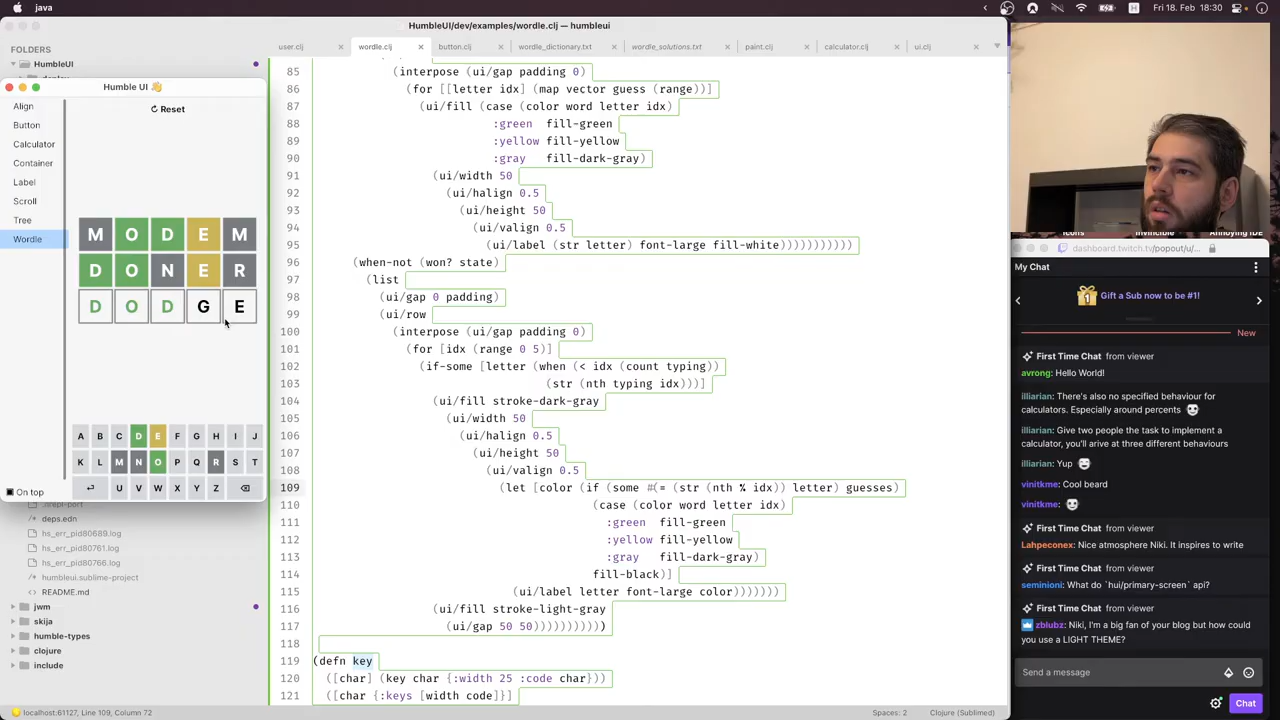 java
Fr 18. Feb 18:30
HumbleUI/dev/examples/wordle.clj — humbleui
FOLDERS
HumbleUI
user.clj
wordle.clj
button.clj
wordle_dictionary.txt
wordle_solutions.txt
paint.clj
calculator.clj
ui.clj
Humble UI 👋
Align
Button
Calculator
Container
Label
Scroll
Tree
Wordle
↻ Reset
M O D E M
D O N E R
D O D G E
A B C D E F G H I J
K L M N O P Q R S T
↵ U V W X Y Z ⌫
On top
.nrepl-port
deps.edn
hs_err_pid80689.log
hs_err_pid80761.log
hs_err_pid80766.log
humbleui.sublime-project
README.md
jwm
skija
humble-types
clojure
include
85 (interpose (ui/gap padding 0)
86 (for [[letter idx] (map vector guess (range))]
87 (ui/fill (case (color word letter idx)
88 :green fill-green
89 :yellow fill-yellow
90 :gray fill-dark-gray)
91 (ui/width 50
92 (ui/halign 0.5
93 (ui/height 50
94 (ui/valign 0.5
95 (ui/label (str letter) font-large fill-white))))))))))
96 (when-not (won? state)
97 (list
98 (ui/gap 0 padding)
99 (ui/row
100 (interpose (ui/gap padding 0)
101 (for [idx (range 0 5)]
102 (if-some [letter (when (< idx (count typing))
103 (str (nth typing idx)))]
104 (ui/fill stroke-dark-gray
105 (ui/width 50
106 (ui/halign 0.5
107 (ui/height 50
108 (ui/valign 0.5
109 (let [color (if (some #(= (str (nth % idx)) letter) guesses)
110 (case (color word letter idx)
111 :green fill-green
112 :yellow fill-yellow
113 :gray fill-dark-gray)
114 fill-black)]
115 (ui/label letter font-large color)))))))
116 (ui/fill stroke-light-gray
117 (ui/gap 50 50))))))))))
118
119 (defn key
120 ([char] (key char {:width 25 :code char}))
121 ([char {:keys [width code]}]
localhost:61127, Line 109, Column 72
Spaces: 2
Clojure (Sublimed)
dashboard.twitch.tv/popout/u/...
My Chat
1
Gift a Sub now to be #1!
New
First Time Chat from viewer
avrong: Hello World!
illiarian: There's also no specified behaviour for
calculators. Especially around percents
illiarian: Give two people the task to implement a
calculator, you'll arive at three different behaviours
illiarian: Yup
vinitkme: Cool beard
vinitkme:
First Time Chat from viewer
Lahpeconex: Nice atmosphere Niki. It inspires to write
First Time Chat from viewer
seminioni: What do `hui/primary-screen` api?
First Time Chat from viewer
zblubz: Niki, I'm a big fan of your blog but how could
you use a LIGHT THEME?
Send a message
Chat